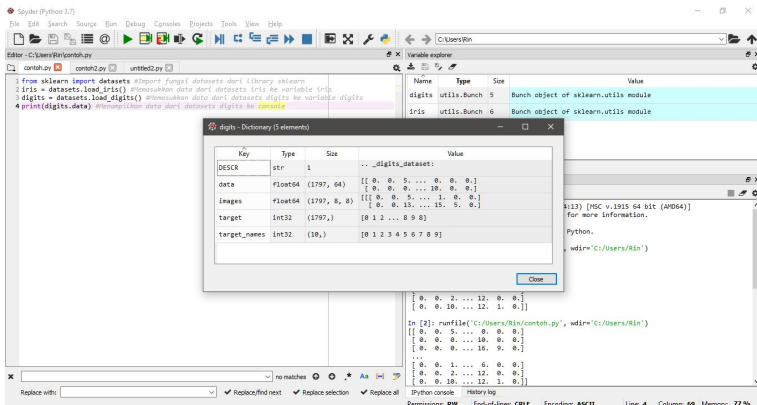 Spyder (Python 3.7)
File Edit Search Source Run Debug Consoles Projects Tools View Help
C:\Users\Rin
Editor - C:\Users\Rin\contoh.py
contoh.py contoh2.py untitled2.py
1 from sklearn import datasets #Import fungsi datasets dari library sklearn
2 iris = datasets.load_iris() #Memasukkan data dari datasets iris ke variable iris
3 digits = datasets.load_digits() #Memasukkan data dari datasets digits ke variable digits
4 print(digits.data) #Menampilkan data dari datasets digits ke console
Variable explorer
Name Type Size Value
digits utils.Bunch 5 Bunch object of sklearn.utils module
iris utils.Bunch 6 Bunch object of sklearn.utils module
digits - Dictionary (5 elements)
Key Type Size Value
DESCR str 1 .. _digits_dataset:
data float64 (1797, 64) [[ 0. 0. 5. ... 0. 0. 0.]
[ 0. 0. 0. ... 10. 0. 0.]
images float64 (1797, 8, 8) [[[ 0. 0. 5. ... 1. 0. 0.]
[ 0. 0. 13. ... 15. 5. 0.]
target int32 (1797,) [0 1 2 ... 8 9 8]
target_names int32 (10,) [0 1 2 3 4 5 6 7 8 9]
Close
4:13) [MSC v.1915 64 bit (AMD64)]
for more information.
Python.
, wdir='C:/Users/Rin')
[ 0. 0. 2. ... 12. 0. 0.]
[ 0. 0. 10. ... 12. 1. 0.]]
In [2]: runfile('C:/Users/Rin/contoh.py', wdir='C:/Users/Rin')
[[ 0. 0. 5. ... 0. 0. 0.]
[ 0. 0. 0. ... 10. 0. 0.]
[ 0. 0. 0. ... 16. 9. 0.]
...
[ 0. 0. 1. ... 6. 0. 0.]
[ 0. 0. 2. ... 12. 0. 0.]
[ 0. 0. 10. ... 12. 1. 0.]]
no matches Aa
Replace with: Replace/find next Replace selection Replace all
IPython console History log
Permissions: RW End-of-lines: CRLF Encoding: ASCII Line: 4 Column: 69 Memory: 77 %